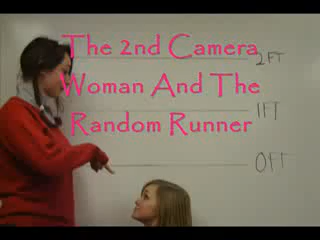 The 2nd Camera
2FT
Woman And The
1FT
Random Runner
0FT